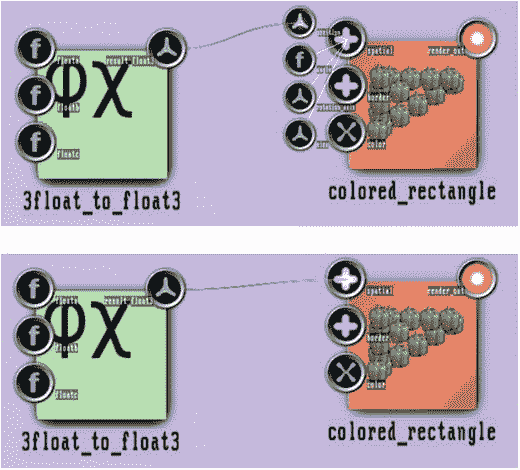 f
floata
result_float3
f
floatb
φχ
f
floatc
3float_to_float3
f
spatial
render_out
border
color
colored_rectangle
f
floata
result_float3
f
floatb
φχ
f
floatc
3float_to_float3
spatial
render_out
border
color
colored_rectangle